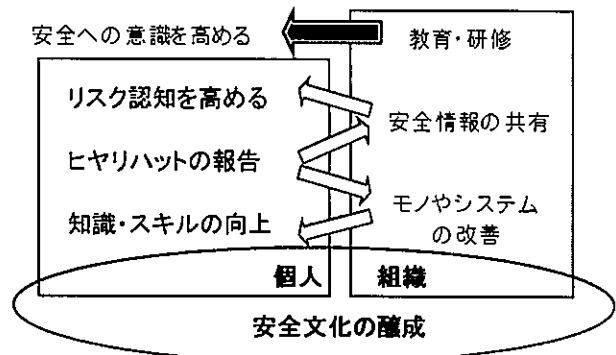 安全への意識を高める
教育・研修
リスク認知を高める
安全情報の共有
ヒヤリハットの報告
モノやシステム
の改善
知識・スキルの向上
個人
組織
安全文化の醸成